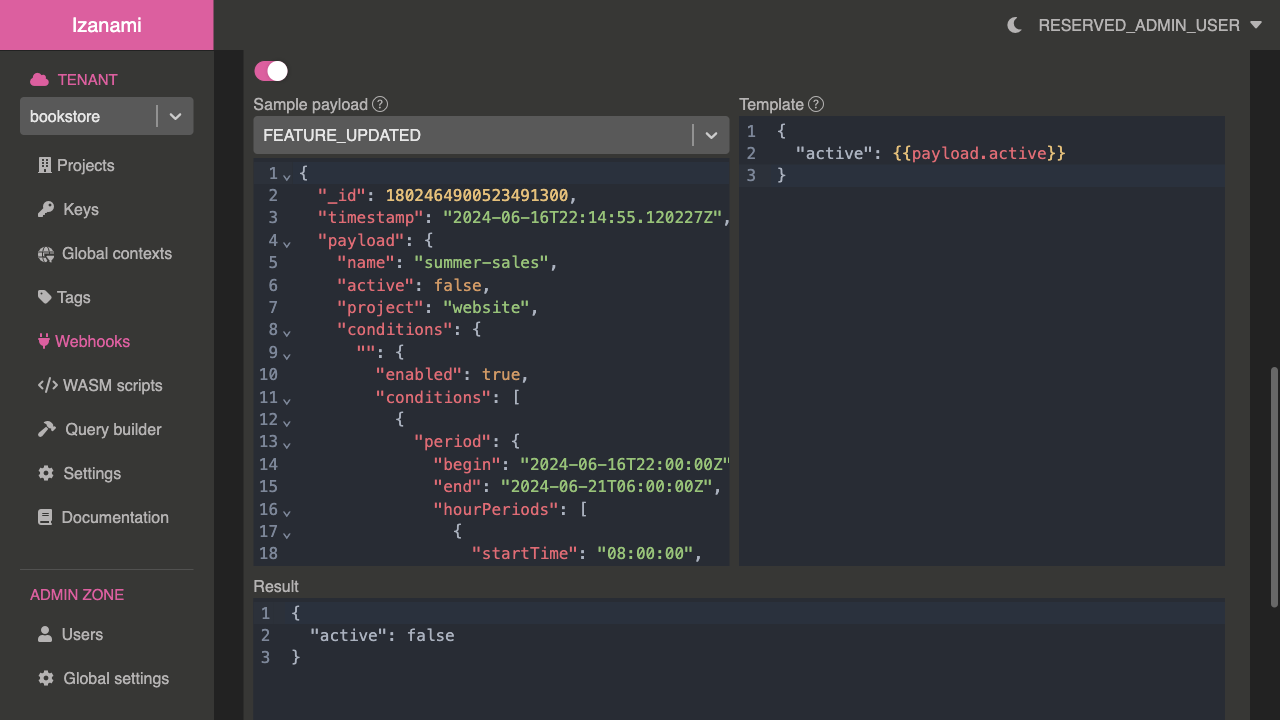 Izanami
RESERVED_ADMIN_USER
TENANT
bookstore
Projects
Keys
Global contexts
Tags
Webhooks
WASM scripts
Query builder
Settings
Documentation
ADMIN ZONE
Users
Global settings
Sample payload ?
FEATURE_UPDATED
1 {
2 "_id": 1802464900523491300,
3 "timestamp": "2024-06-16T22:14:55.120227Z",
4 "payload": {
5 "name": "summer-sales",
6 "active": false,
7 "project": "website",
8 "conditions": {
9 "": {
10 "enabled": true,
11 "conditions": [
12 {
13 "period": {
14 "begin": "2024-06-16T22:00:00Z"
15 "end": "2024-06-21T06:00:00Z",
16 "hourPeriods": [
17 {
18 "startTime": "08:00:00",
Template ?
1 {
2 "active": {{payload.active}}
3 }
Result
1 {
2 "active": false
3 }